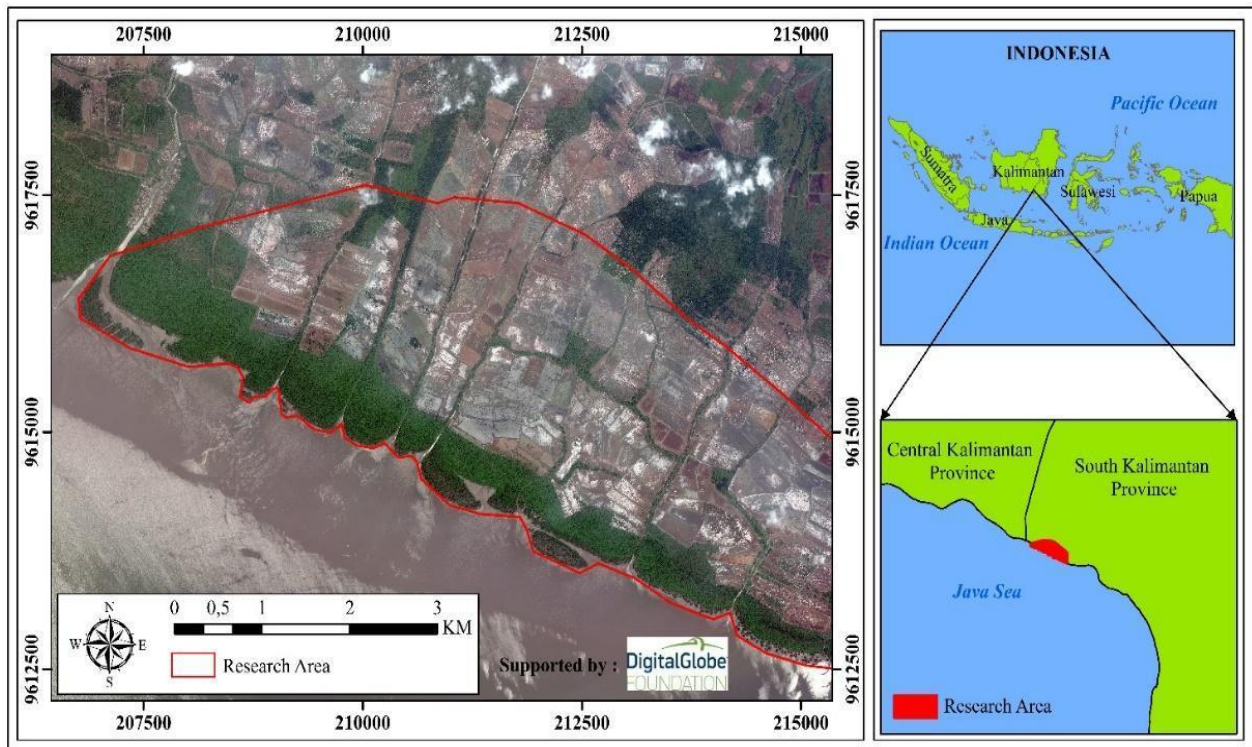 207500 210000 212500 215000
9617500 9617500
9615000 9615000
9612500 9612500
N
W E
S
0 0,5 1 2 3
KM
Research Area
Supported by :
DigitalGlobe
FOUNDATION
207500 210000 212500 215000
INDONESIA
Pacific Ocean
Sumatra
Kalimantan
Sulawesi
Papua
Java
Indian Ocean
Central Kalimantan
Province
South Kalimantan
Province
Java Sea
Research Area